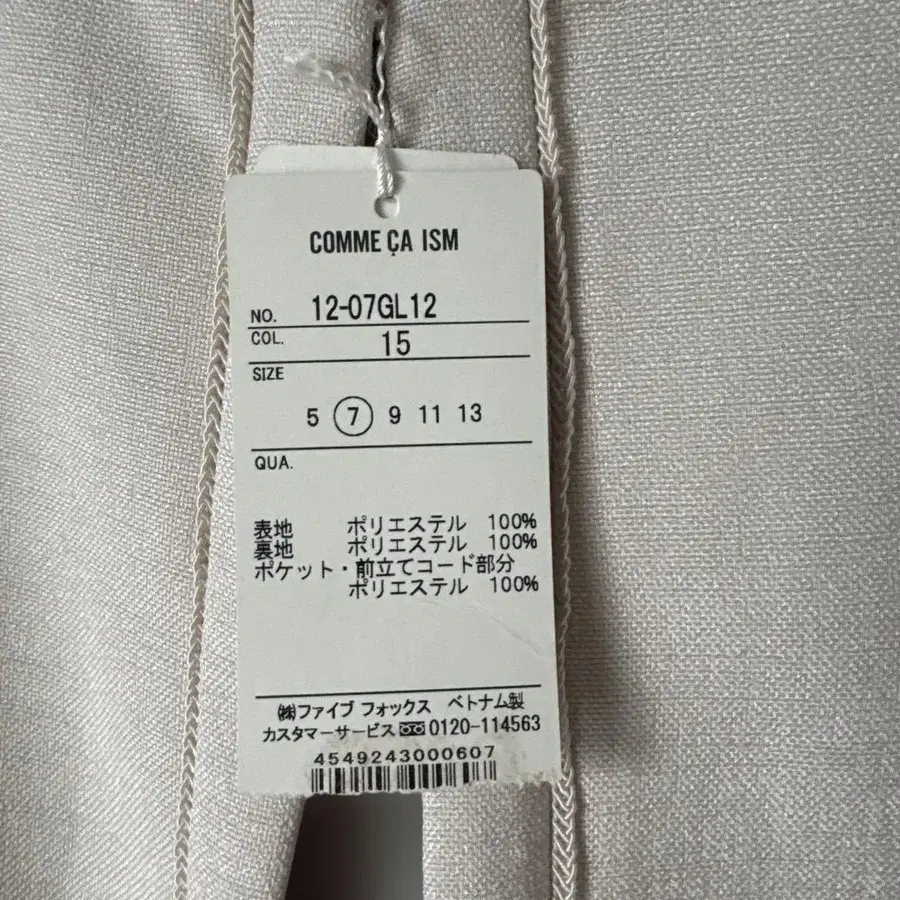 COMME ÇA ISM
NO. 12-07GL12
COL. 15
SIZE
5 7 9 11 13
QUA.
表地 ポリエステル 100%
裏地 ポリエステル 100%
ポケット・前立てコード部分
ポリエステル 100%
㈱ファイブ フォックス ベトナム製
カスタマーサービス 0120-114563
4549243000607